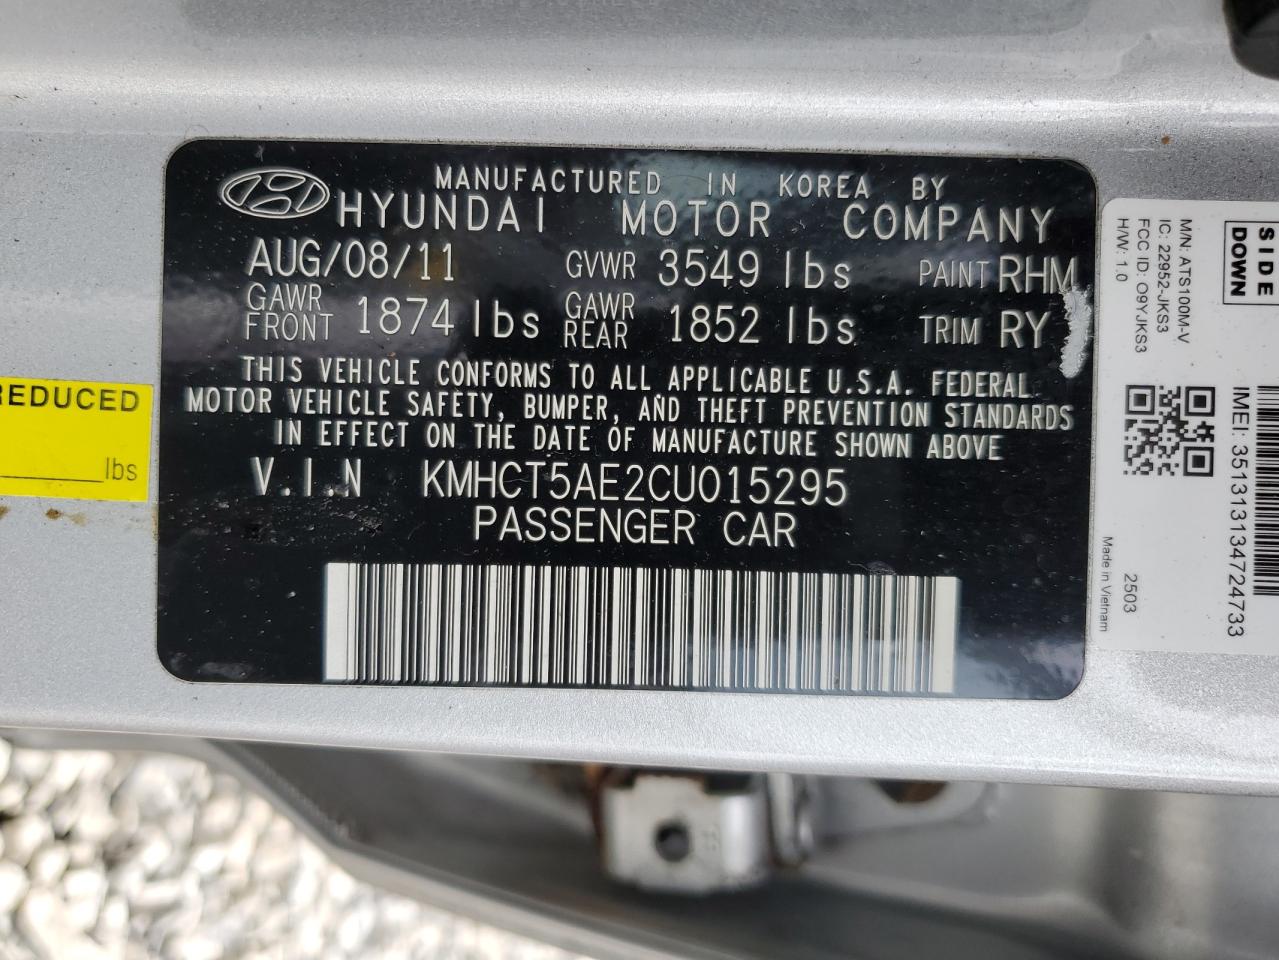 MANUFACTURED IN KOREA BY
HYUNDAI MOTOR COMPANY
AUG/08/11 GVWR 3549 lbs PAINT RHM
GAWR FRONT 1874 lbs GAWR REAR 1852 lbs TRIM RY
THIS VEHICLE CONFORMS TO ALL APPLICABLE U.S.A. FEDERAL
MOTOR VEHICLE SAFETY, BUMPER, AND THEFT PREVENTION STANDARDS
IN EFFECT ON THE DATE OF MANUFACTURE SHOWN ABOVE
V.I.N KMHCT5AE2CU015295
PASSENGER CAR
REDUCED
lbs
SIDE
DOWN
M/N: ATS100M-V
IC: 22952-JKS3
FCC ID: O9YJKS3
H/W: 1.0
IMEI: 351313134724733
2503
Made in Vietnam